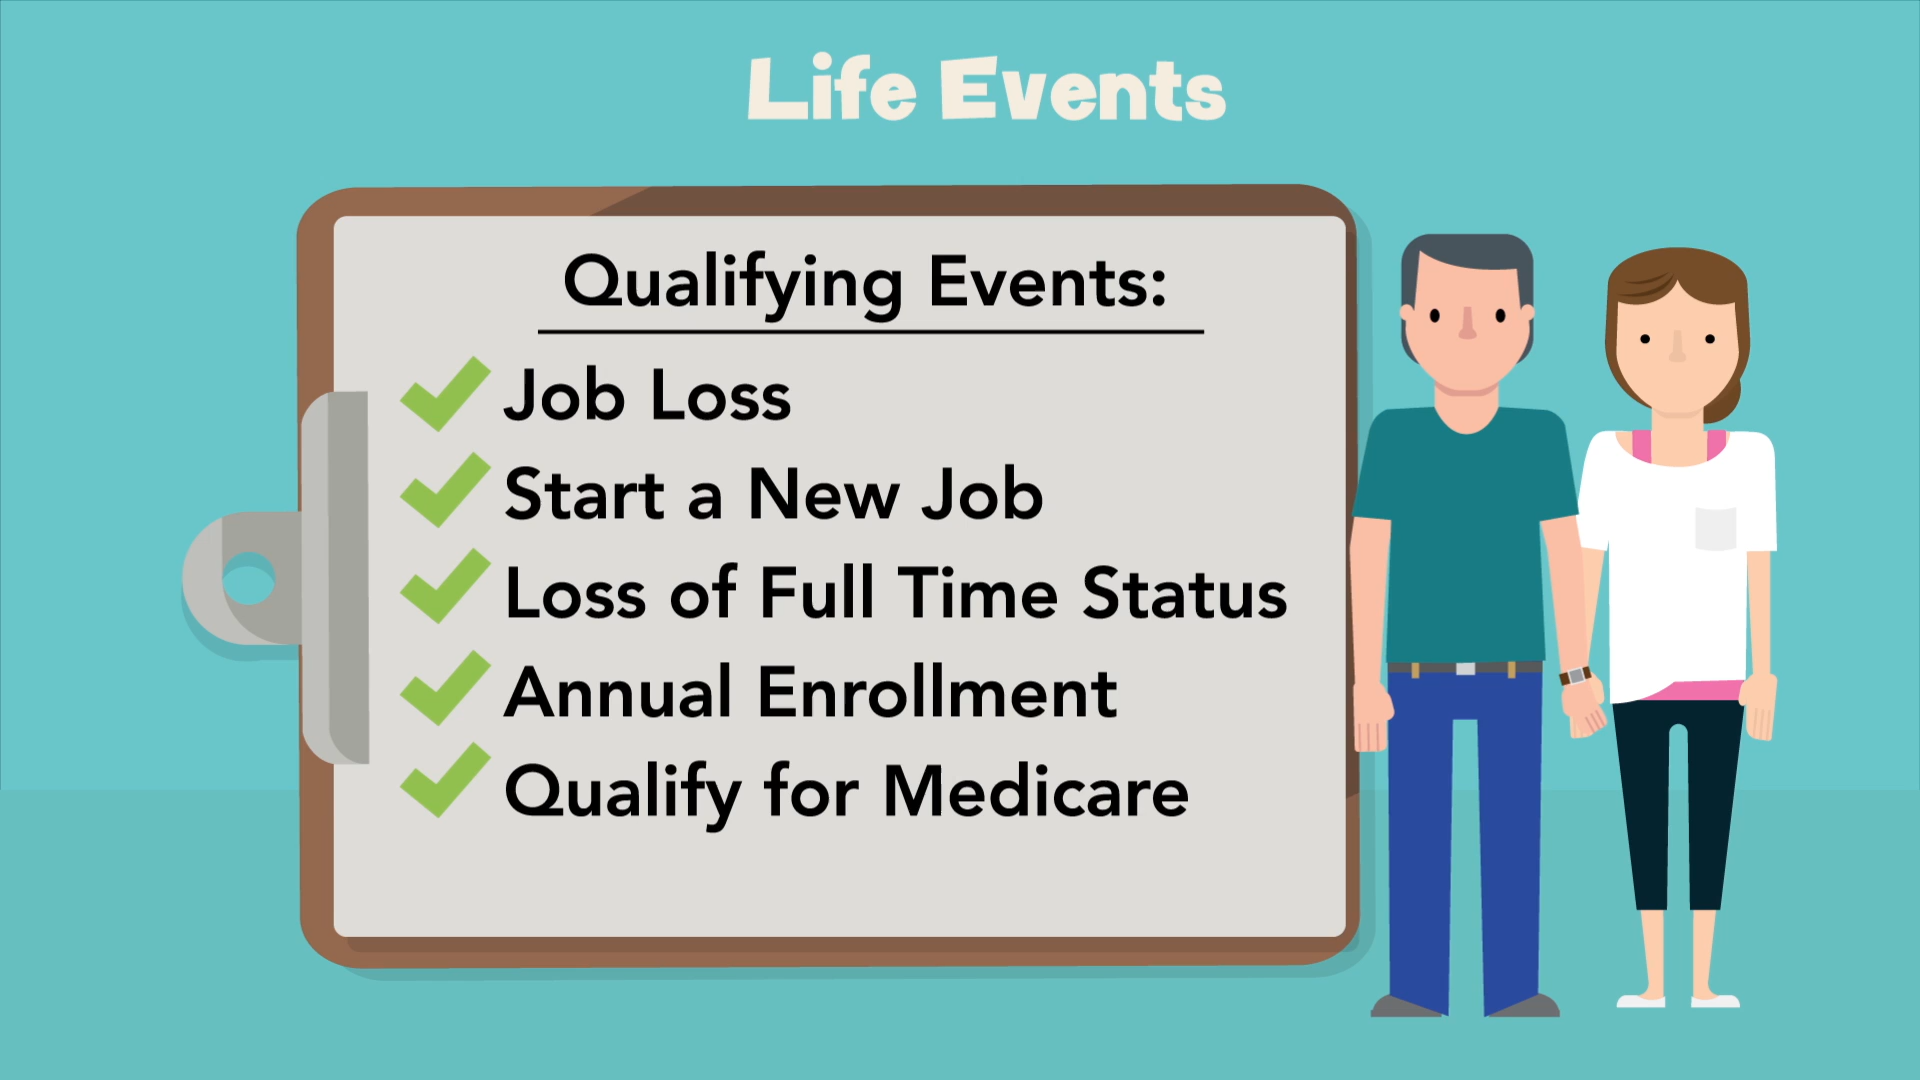 Life Events
Qualifying Events:
Job Loss
Start a New Job
Loss of Full Time Status
Annual Enrollment
Qualify for Medicare